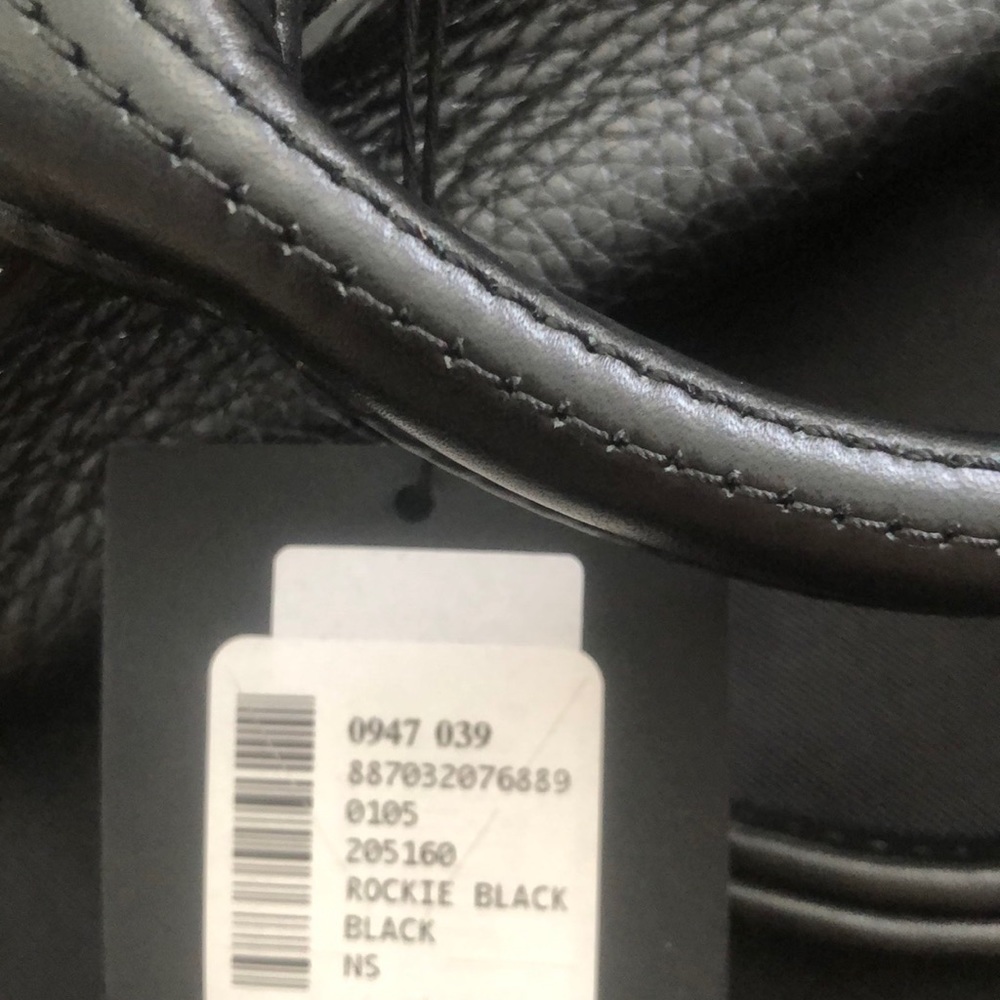 0947 039
887032076889
0105
205160
ROCKIE BLACK
BLACK
NS